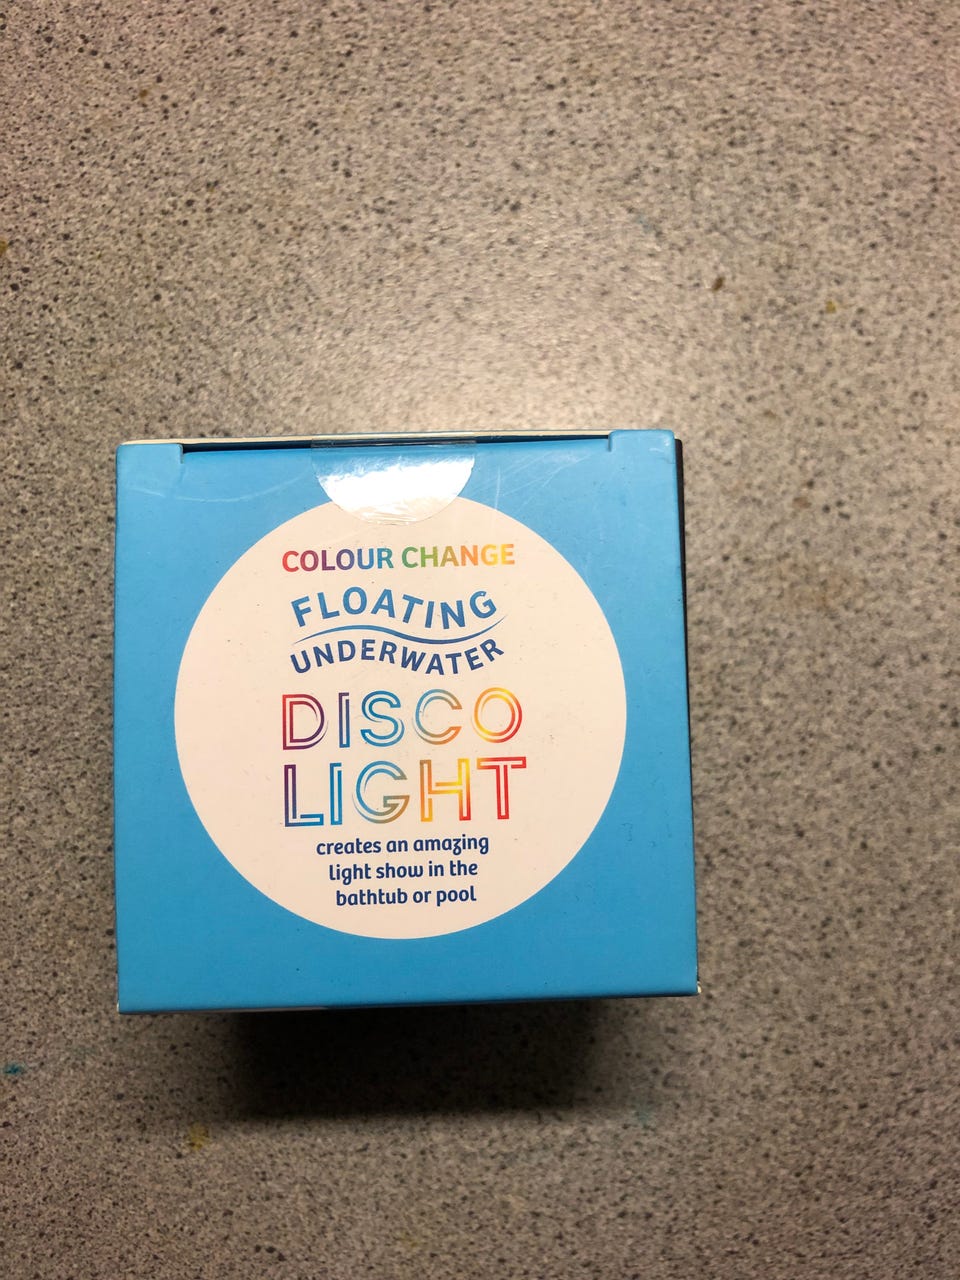 COLOUR CHANGE
FLOATING
UNDERWATER
DISCO
LIGHT
creates an amazing
light show in the
bathtub or pool